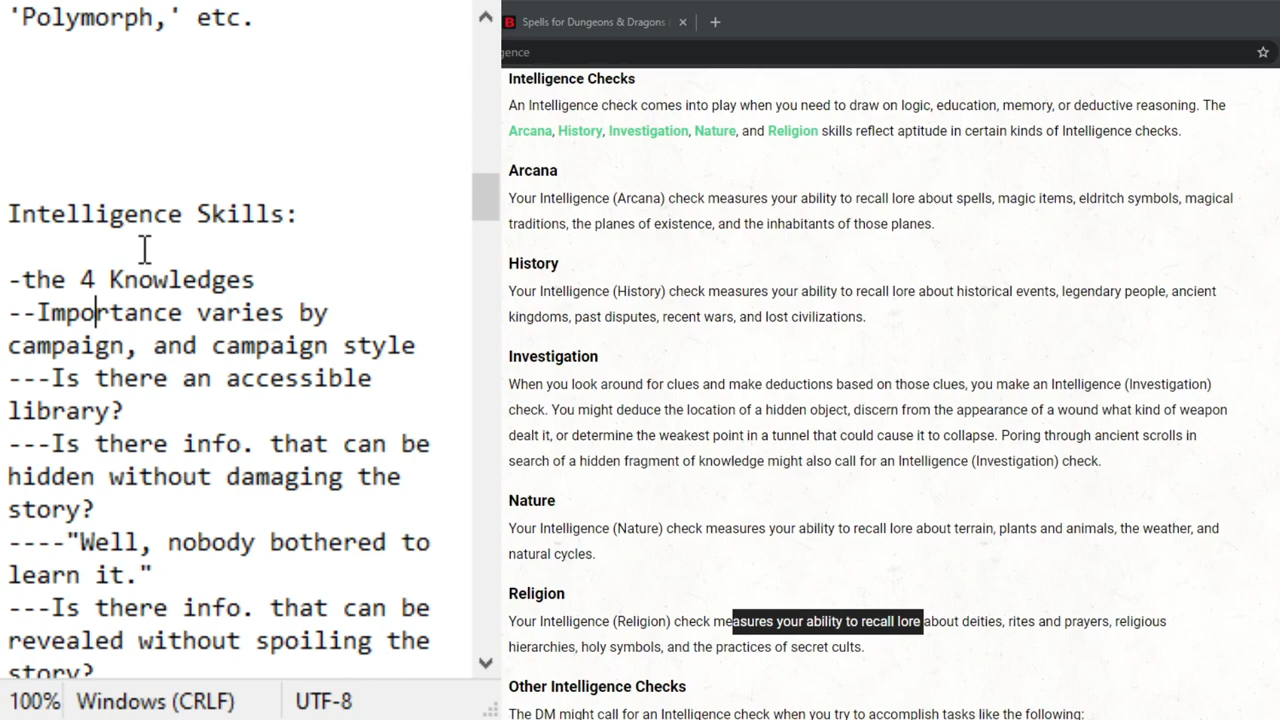 'Polymorph,' etc.
Intelligence Skills:
-the 4 Knowledges
--Importance varies by
campaign, and campaign style
---Is there an accessible
library?
---Is there info. that can be
hidden without damaging the
story?
----"Well, nobody bothered to
learn it."
---Is there info. that can be
revealed without spoiling the
story?
100%
Windows (CRLF)
UTF-8
Spells for Dungeons & Dragons
gence
Intelligence Checks
An Intelligence check comes into play when you need to draw on logic, education, memory, or deductive reasoning. The
Arcana, History, Investigation, Nature, and Religion skills reflect aptitude in certain kinds of Intelligence checks.
Arcana
Your Intelligence (Arcana) check measures your ability to recall lore about spells, magic items, eldritch symbols, magical
traditions, the planes of existence, and the inhabitants of those planes.
History
Your Intelligence (History) check measures your ability to recall lore about historical events, legendary people, ancient
kingdoms, past disputes, recent wars, and lost civilizations.
Investigation
When you look around for clues and make deductions based on those clues, you make an Intelligence (Investigation)
check. You might deduce the location of a hidden object, discern from the appearance of a wound what kind of weapon
dealt it, or determine the weakest point in a tunnel that could cause it to collapse. Poring through ancient scrolls in
search of a hidden fragment of knowledge might also call for an Intelligence (Investigation) check.
Nature
Your Intelligence (Nature) check measures your ability to recall lore about terrain, plants and animals, the weather, and
natural cycles.
Religion
Your Intelligence (Religion) check measures your ability to recall lore about deities, rites and prayers, religious
hierarchies, holy symbols, and the practices of secret cults.
Other Intelligence Checks
The DM might call for an Intelligence check when you try to accomplish tasks like the following: